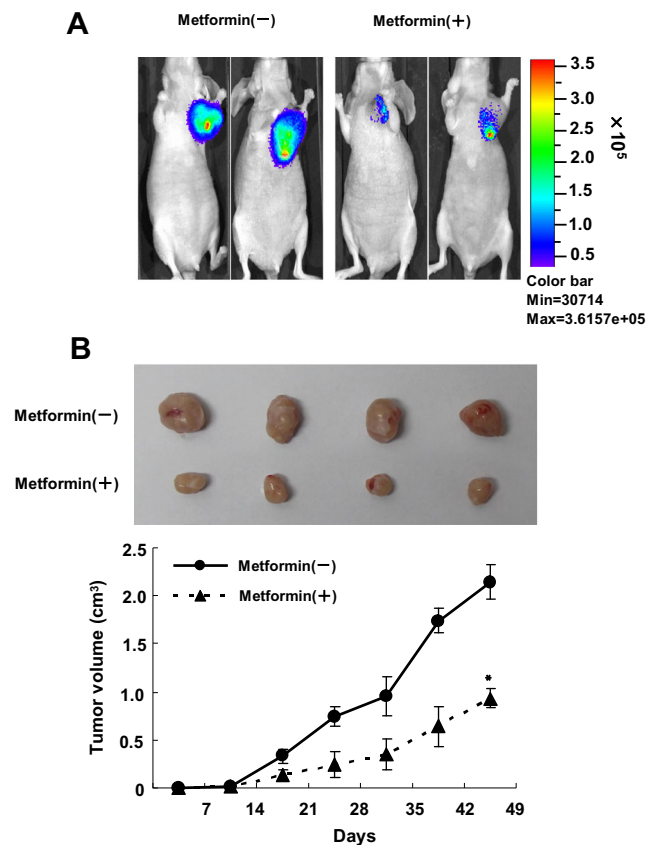 A
Metformin(−)
Metformin(+)
3.5
3.0
2.5
2.0
1.5
1.0
0.5
×10⁵
Color bar
Min=30714
Max=3.6157e+05
B
Metformin(−)
Metformin(+)
Tumor volume (cm³)
2.5
2.0
1.5
1.0
0.5
0
Metformin(−)
Metformin(+)
*
7 14 21 28 35 42 49
Days